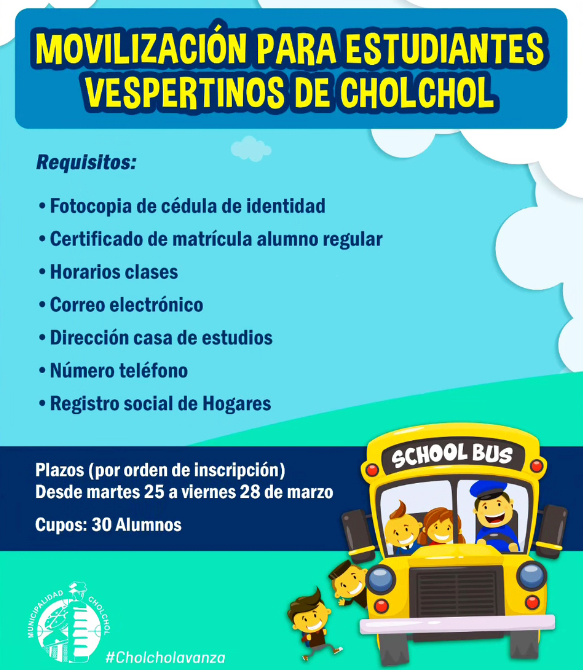 MOVILIZACIÓN PARA ESTUDIANTES
VESPERTINOS DE CHOLCHOL
Requisitos:
• Fotocopia de cédula de identidad
• Certificado de matrícula alumno regular
• Horarios clases
• Correo electrónico
• Dirección casa de estudios
• Número teléfono
• Registro social de Hogares
SCHOOL BUS
Plazos (por orden de inscripción)
Desde martes 25 a viernes 28 de marzo
Cupos: 30 Alumnos
MUNICIPALIDAD CHOLCHOL
#Cholcholavanza